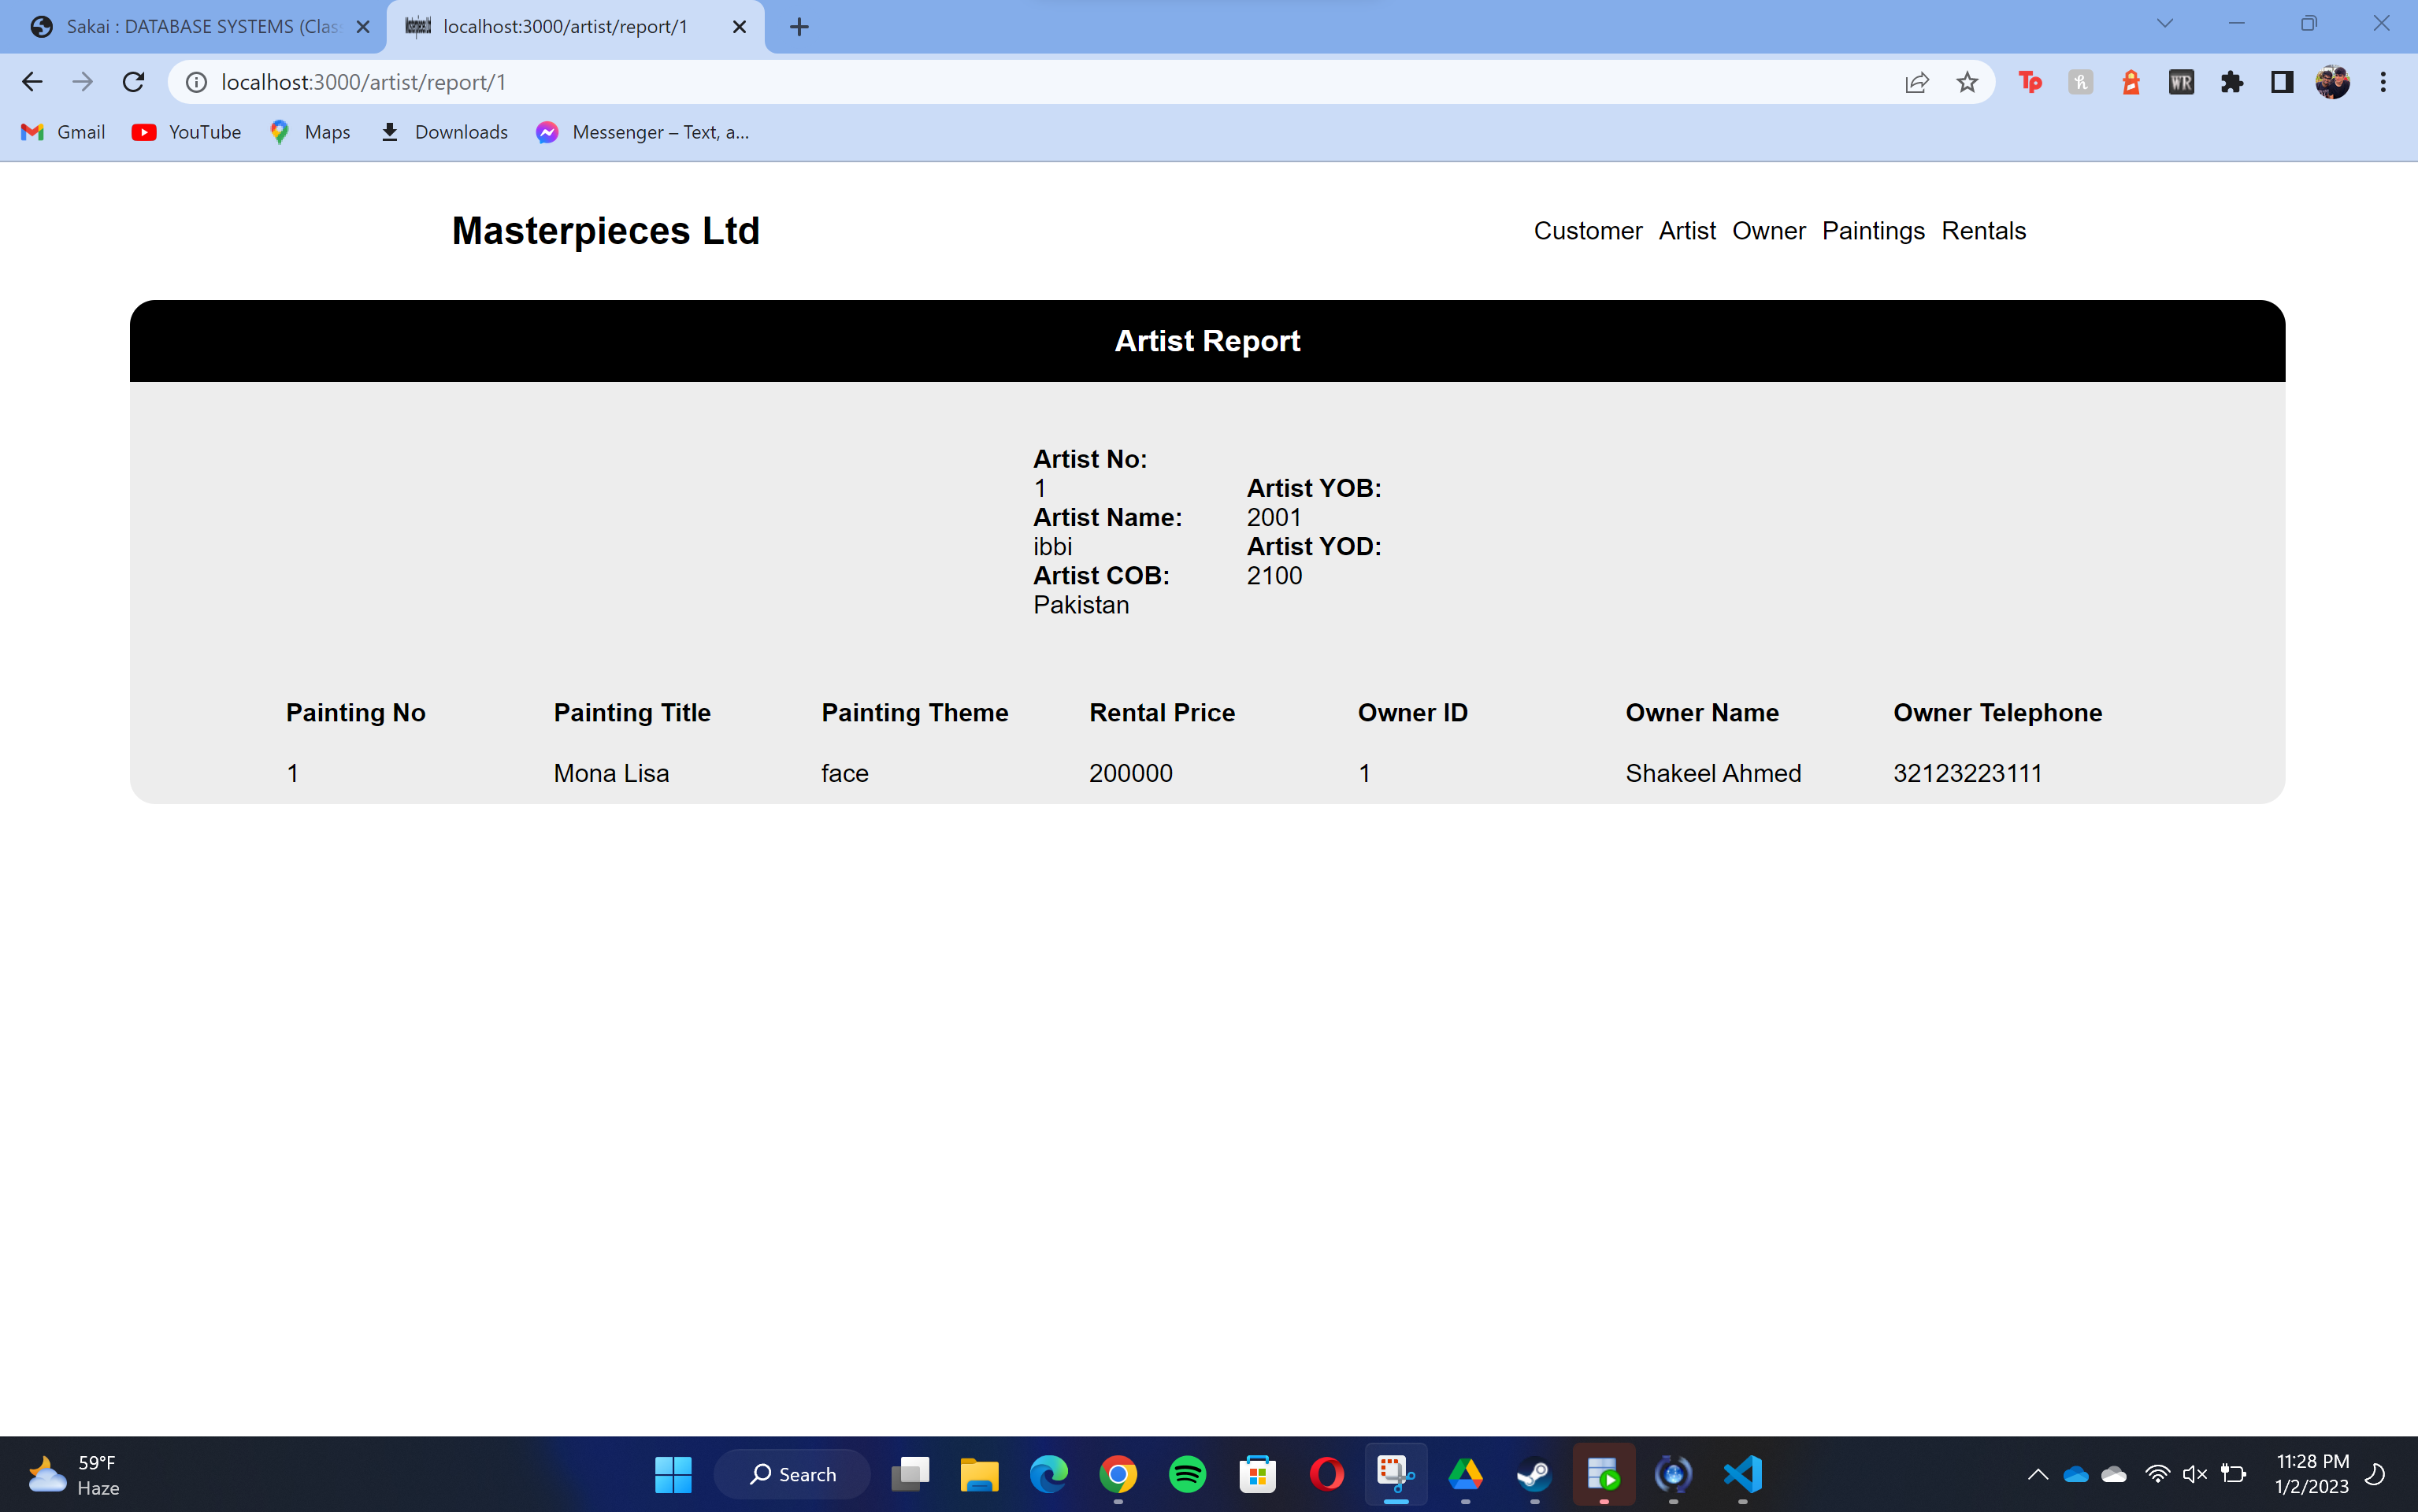 Sakai : DATABASE SYSTEMS (Clas
localhost:3000/artist/report/1
localhost:3000/artist/report/1
Tp
h
WR
Gmail
YouTube
Maps
Downloads
Messenger – Text, a...
Masterpieces Ltd
Customer Artist Owner Paintings Rentals
Artist Report
Artist No:
1
Artist Name:
ibbi
Artist COB:
Pakistan
Artist YOB:
2001
Artist YOD:
2100
Painting No Painting Title Painting Theme Rental Price Owner ID Owner Name Owner Telephone
1 Mona Lisa face 200000 1 Shakeel Ahmed 32123223111
59°F
Haze
Search
11:28 PM
1/2/2023